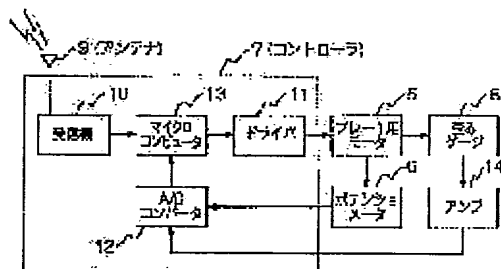 9(アンテナ)
7(コントローラ)
10
13
11
5
8
受信機
マイクロ
コンピュータ
ドライバ
ブレーキ用
モータ
歪み
ゲージ
14
6
A/D
コンバータ
ポテンショ
メータ
アンプ
12